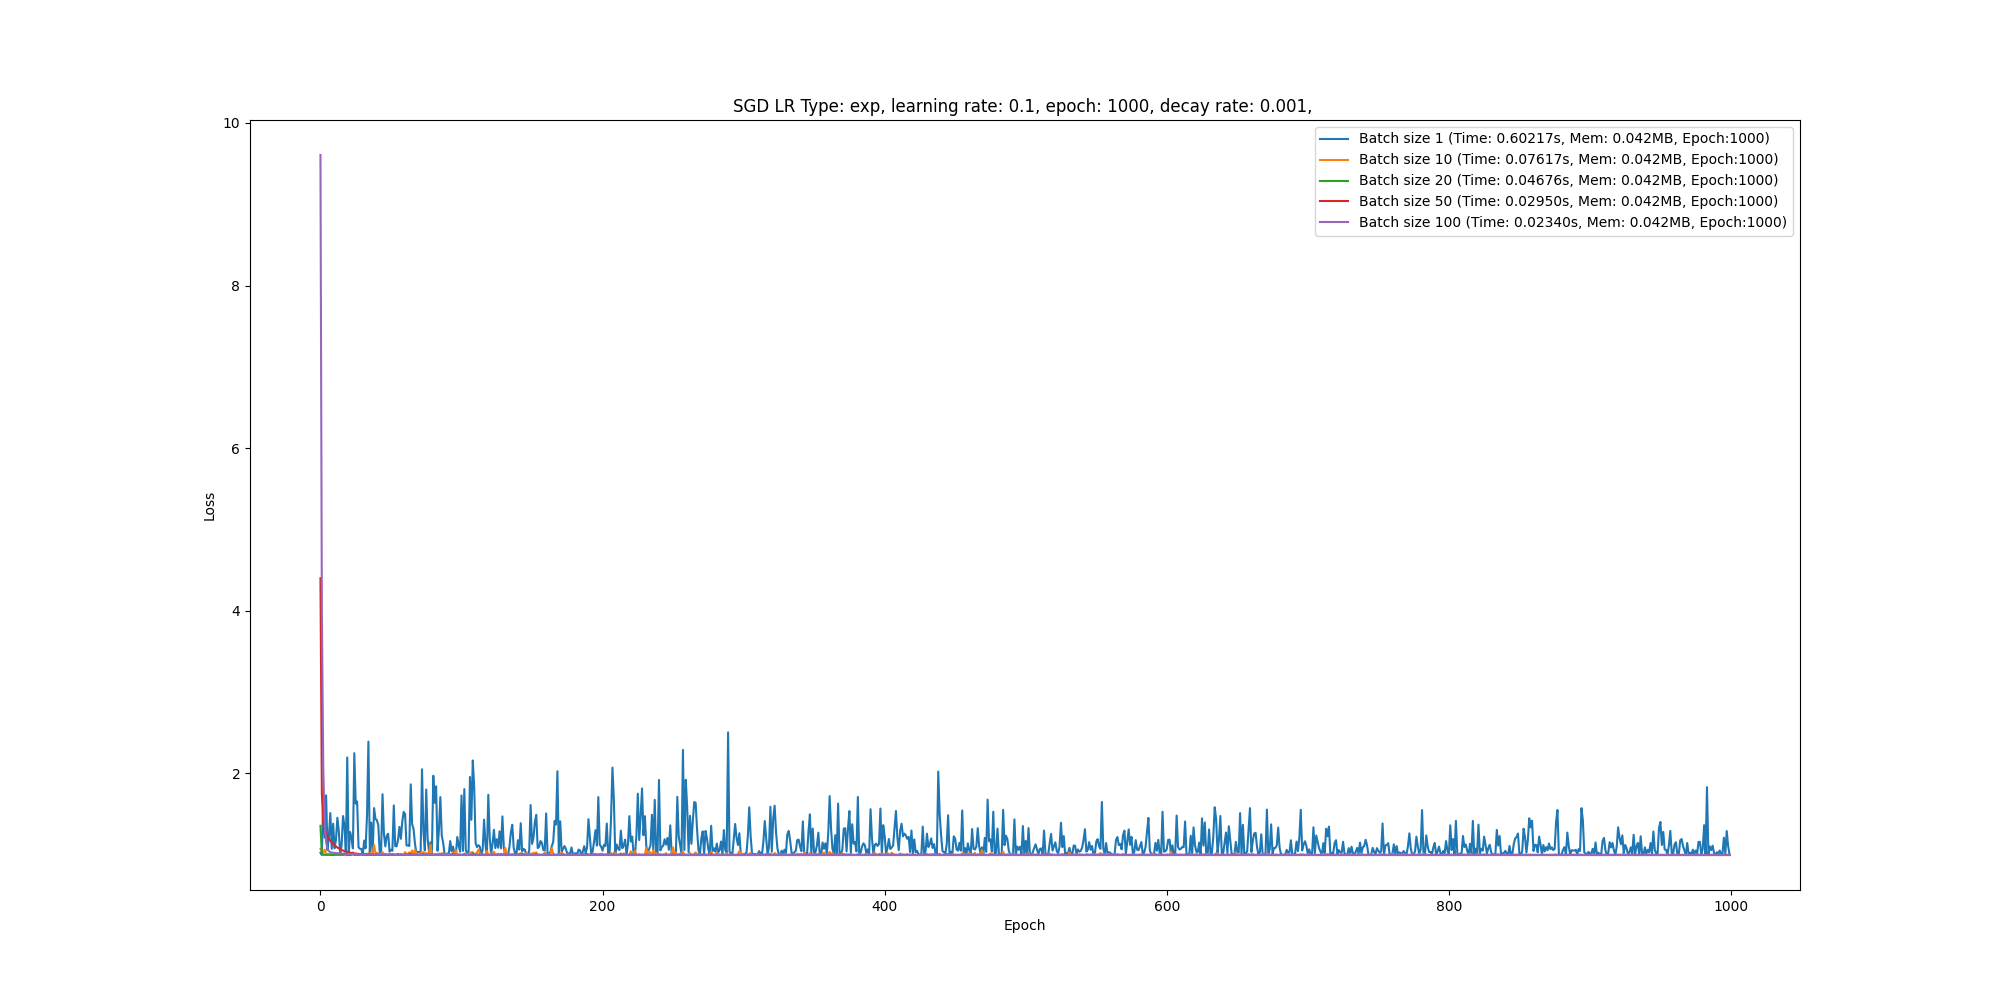 SGD LR Type: exp, learning rate: 0.1, epoch: 1000, decay rate: 0.001,
Batch size 1 (Time: 0.60217s, Mem: 0.042MB, Epoch:1000)
Batch size 10 (Time: 0.07617s, Mem: 0.042MB, Epoch:1000)
Batch size 20 (Time: 0.04676s, Mem: 0.042MB, Epoch:1000)
Batch size 50 (Time: 0.02950s, Mem: 0.042MB, Epoch:1000)
Batch size 100 (Time: 0.02340s, Mem: 0.042MB, Epoch:1000)
10
8
6
4
2
Loss
0 200 400 600 800 1000
Epoch